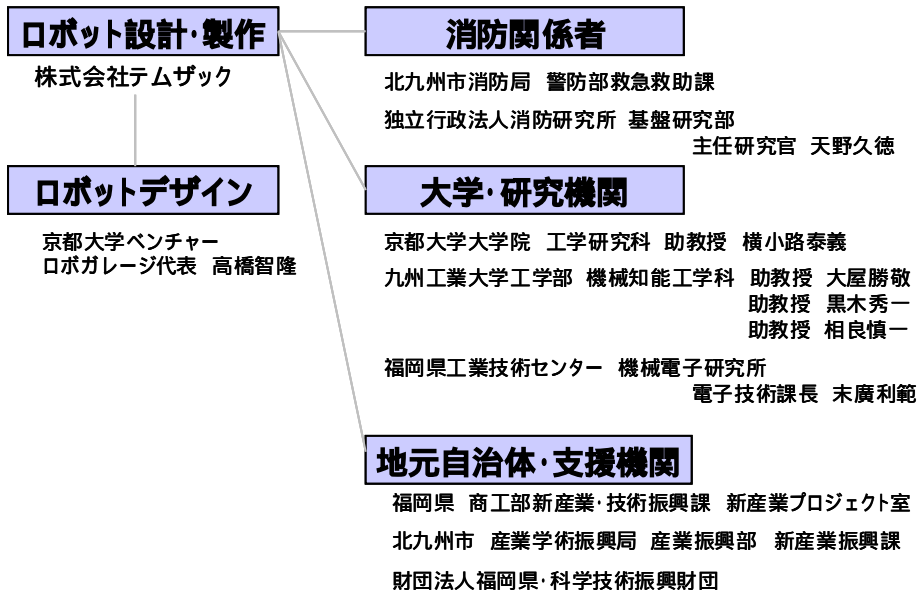 ロボット設計・製作
株式会社テムザック
ロボットデザイン
京都大学ベンチャー
ロボガレージ代表 高橋智隆
消防関係者
北九州市消防局 警防部救急救助課
独立行政法人消防研究所 基盤研究部
主任研究官 天野久徳
大学・研究機関
京都大学大学院 工学研究科 助教授 横小路泰義
九州工業大学工学部 機械知能工学科 助教授 大屋勝敬
助教授 黒木秀一
助教授 相良慎一
福岡県工業技術センター 機械電子研究所
電子技術課長 末廣利範
地元自治体・支援機関
福岡県 商工部新産業・技術振興課 新産業プロジェクト室
北九州市 産業学術振興局 産業振興部 新産業振興課
財団法人福岡県・科学技術振興財団